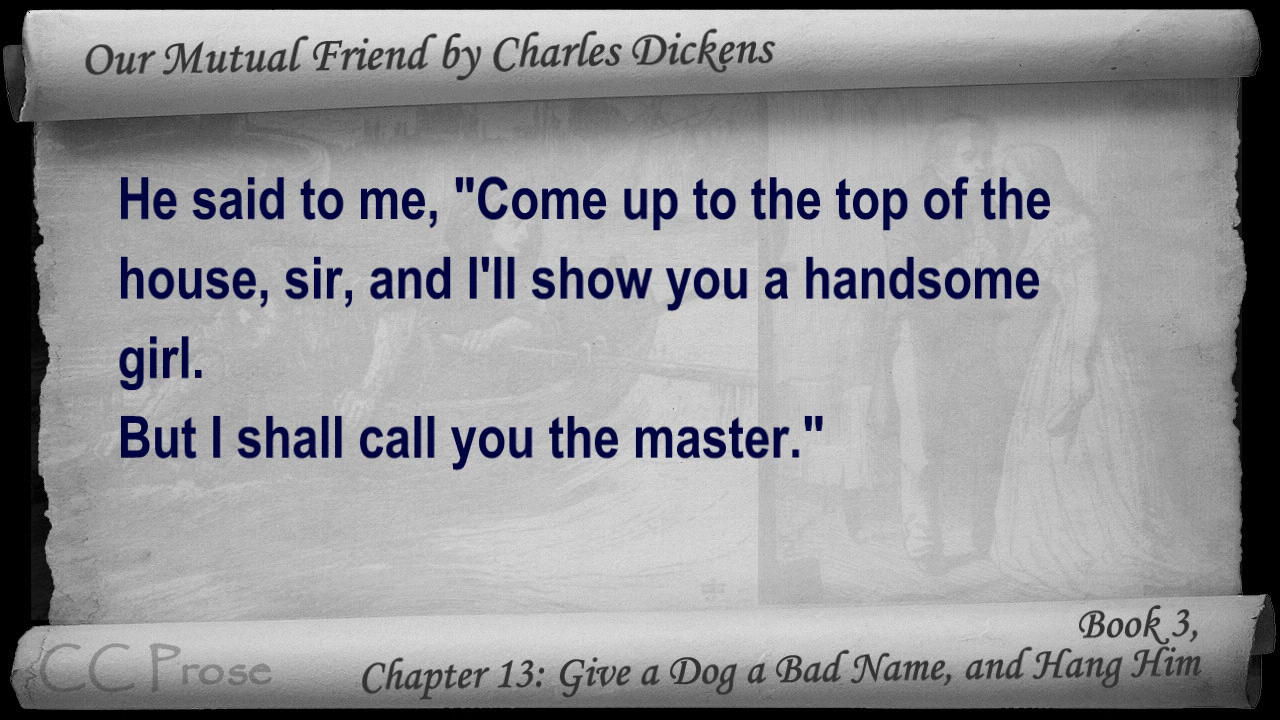 Our Mutual Friend by Charles Dickens
He said to me, "Come up to the top of the
house, sir, and I'll show you a handsome
girl.
But I shall call you the master."
Book 3,
CC Prose
Chapter 13: Give a Dog a Bad Name, and Hang Him